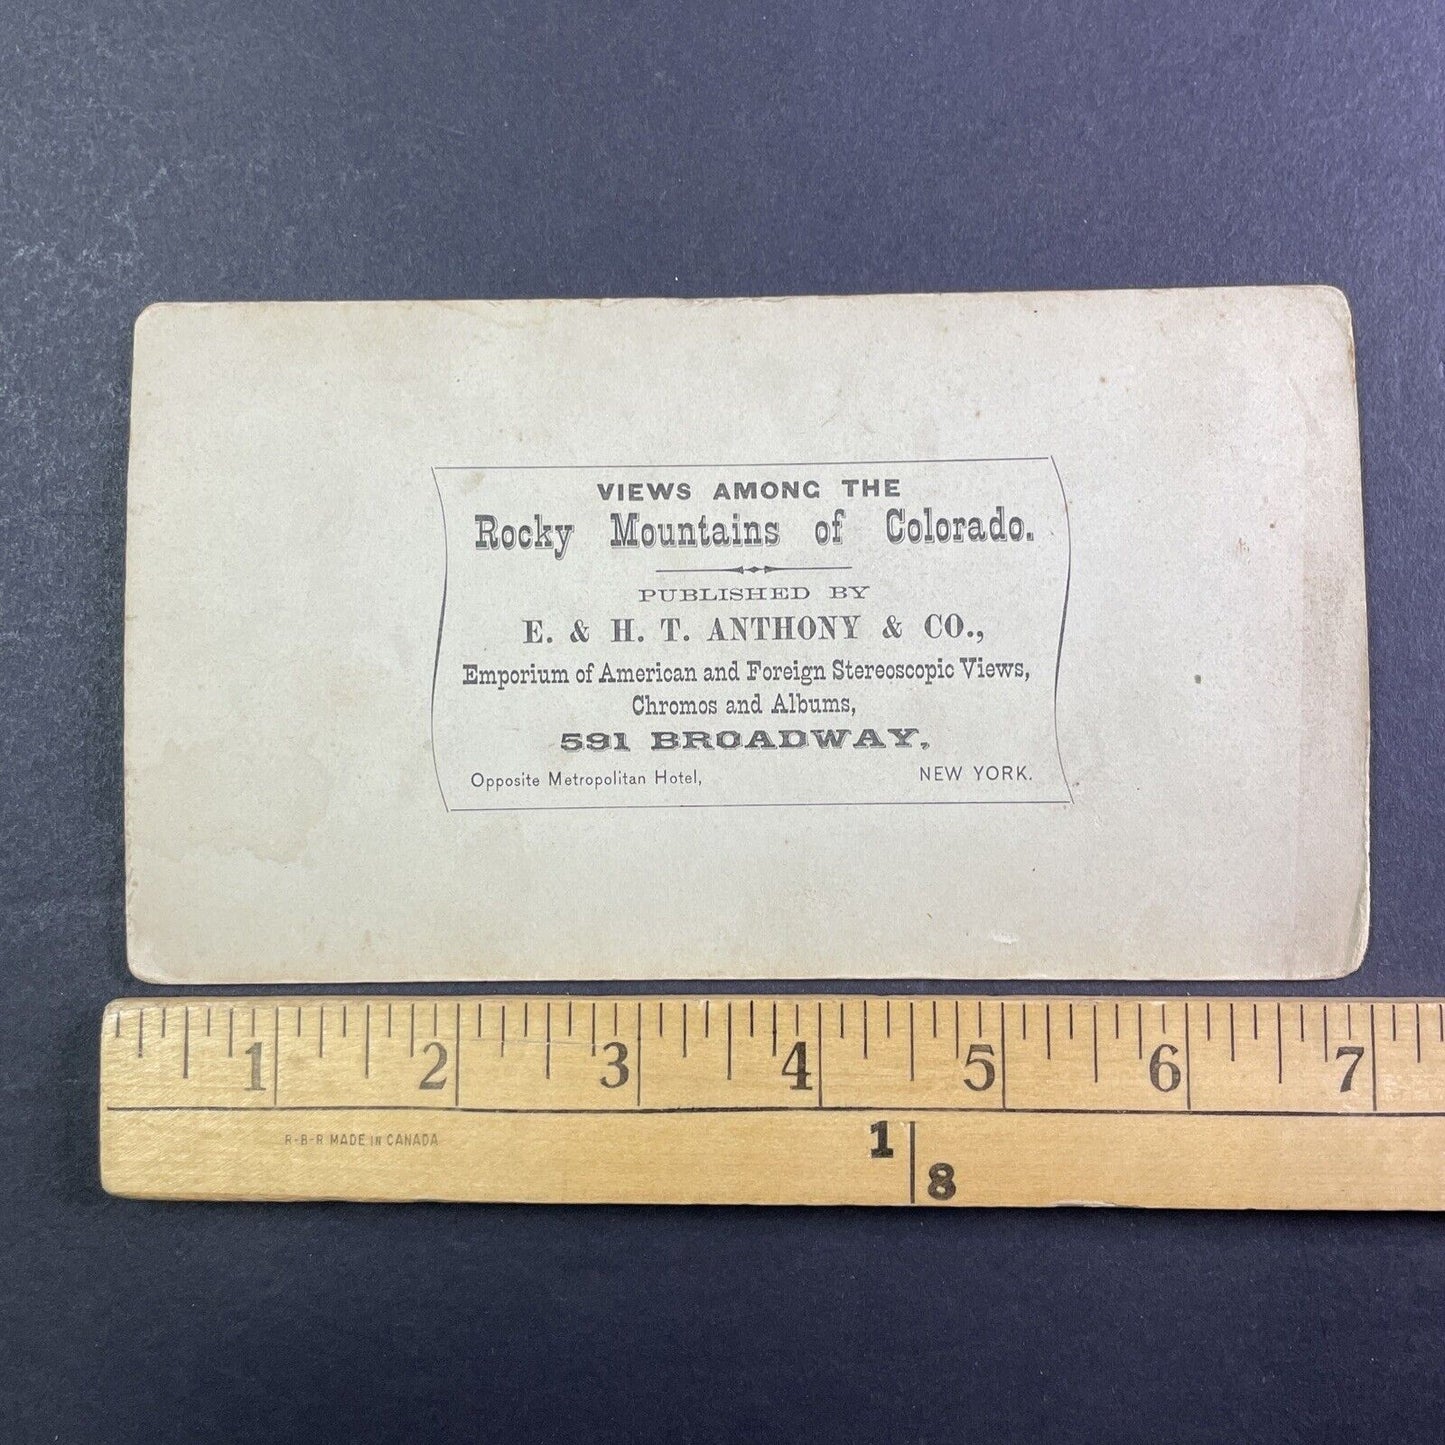 VIEWS AMONG THE
Rocky Mountains of Colorado.
PUBLISHED BY
E. & H. T. ANTHONY & CO.,
Emporium of American and Foreign Stereoscopic Views,
Chromos and Albums,
591 BROADWAY,
Opposite Metropolitan Hotel, NEW YORK.
1 2 3 4 5 6 7
R-B-R MADE IN CANADA
1 8